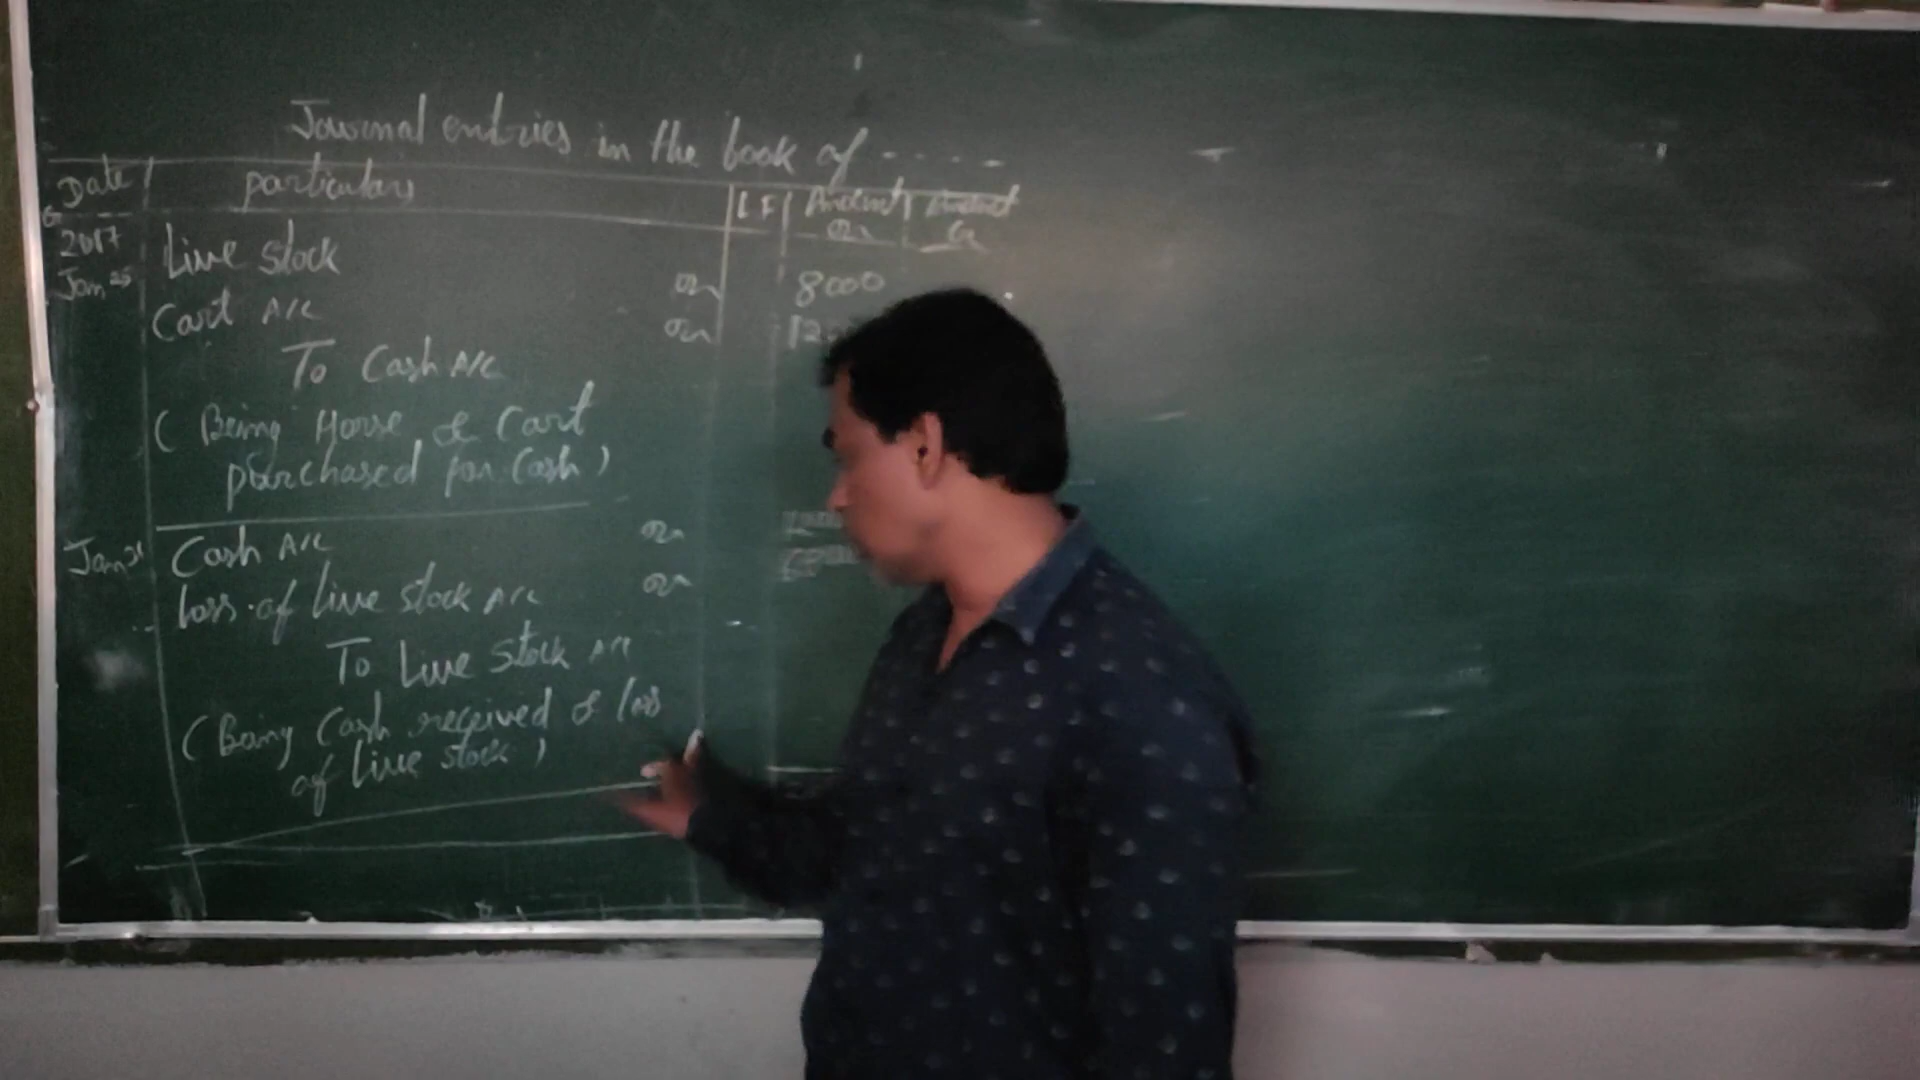 Journal entries in the book of -----
Date particulars LF Amount Dr Amount Cr
2017
Jan 25 Live stock Dr 8000
Cart A/c Dr
To Cash A/c
( Being Horse & Cart
purchased for Cash )
Jan 31 Cash A/c Dr
loss of live stock A/c Dr
To Live stock A/c
( Being Cash received & loss
of live stock )